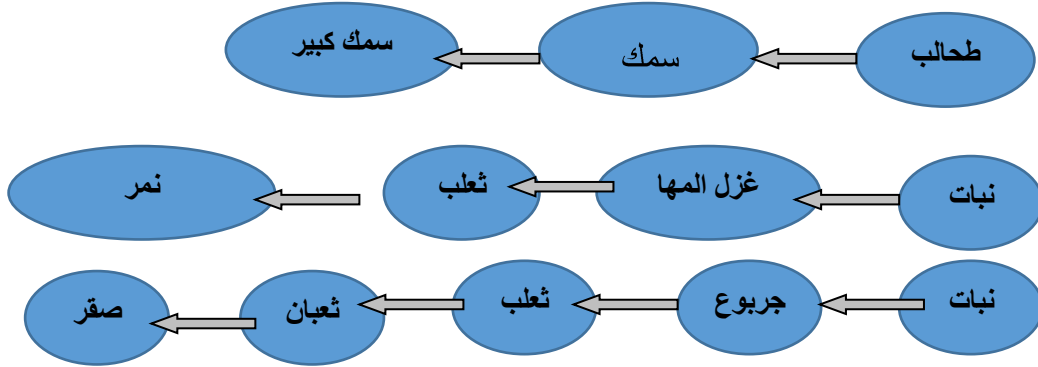 طحالب سمك سمك كبير
نبات غزل المها ثعلب نمر
نبات جربوع ثعلب ثعبان صقر